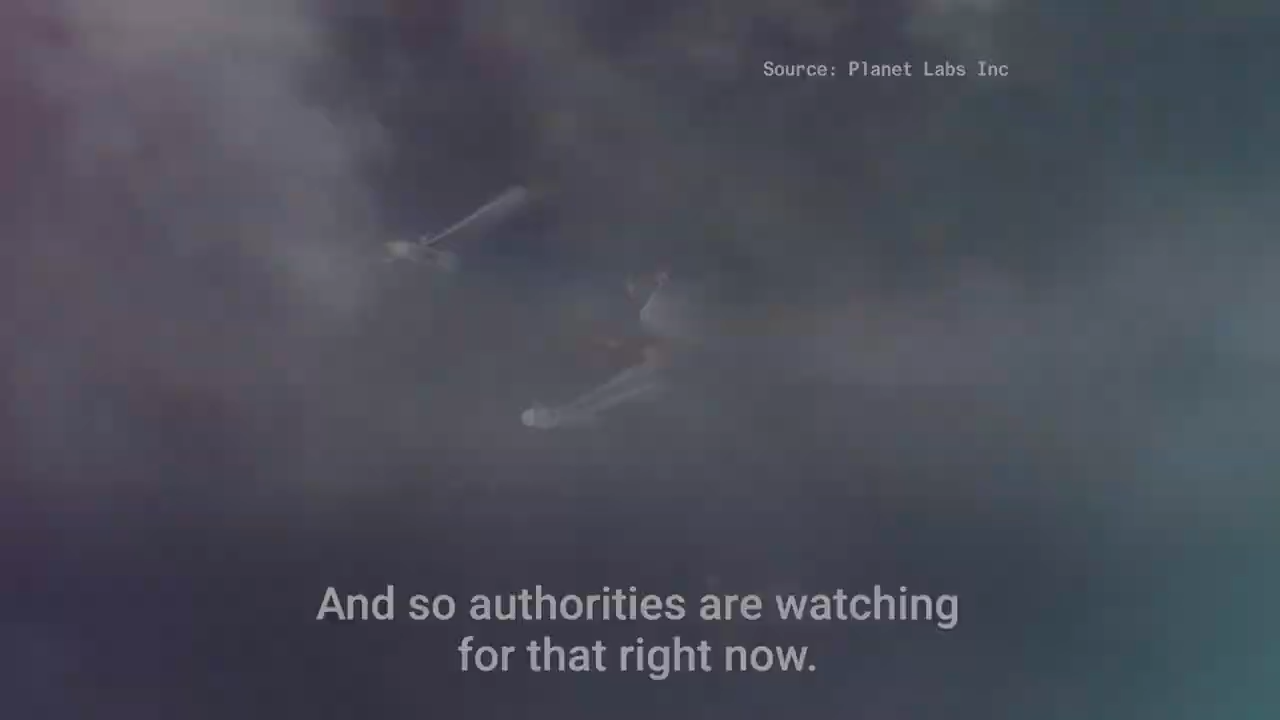 Source: Planet Labs Inc
And so authorities are watching
for that right now.